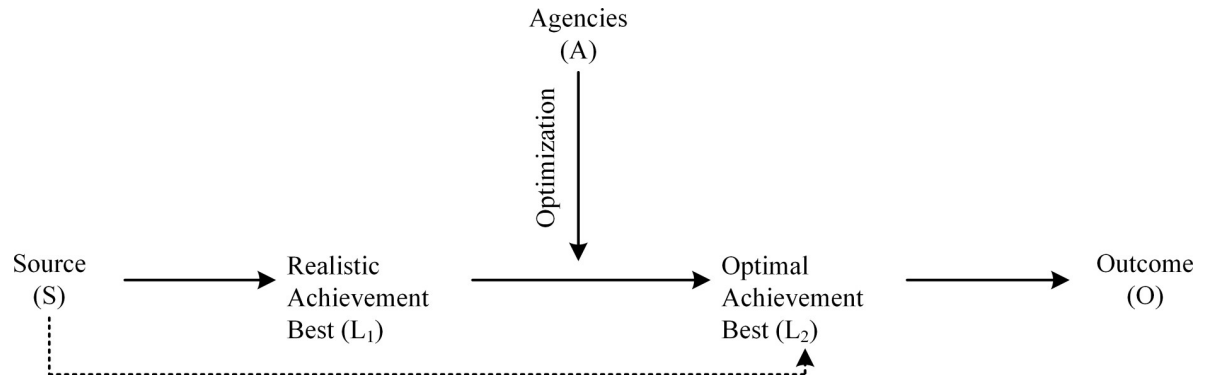 Agencies
(A)
Optimization
Source
(S)
Realistic
Achievement
Best (L₁)
Optimal
Achievement
Best (L₂)
Outcome
(O)